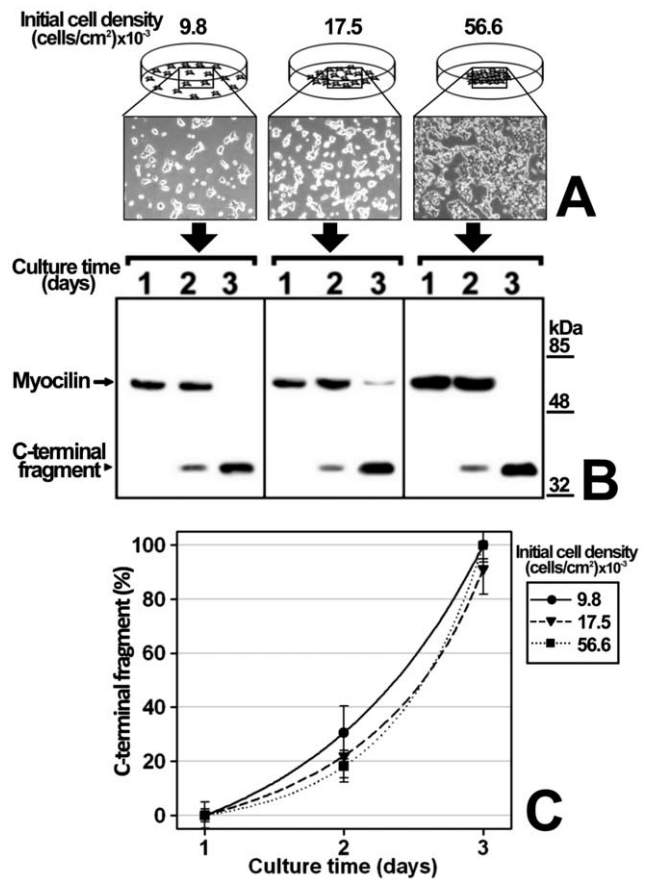 Initial cell density
(cells/cm²)x10⁻³
9.8 17.5 56.6
A
Culture time
(days)
1 2 3 1 2 3 1 2 3
kDa
85
Myocilin
48
C-terminal
fragment
32
B
100
80
60
40
20
0
C-terminal fragment (%)
1 2 3
Culture time (days)
Initial cell density
(cells/cm²)x10⁻³
9.8
17.5
56.6
C